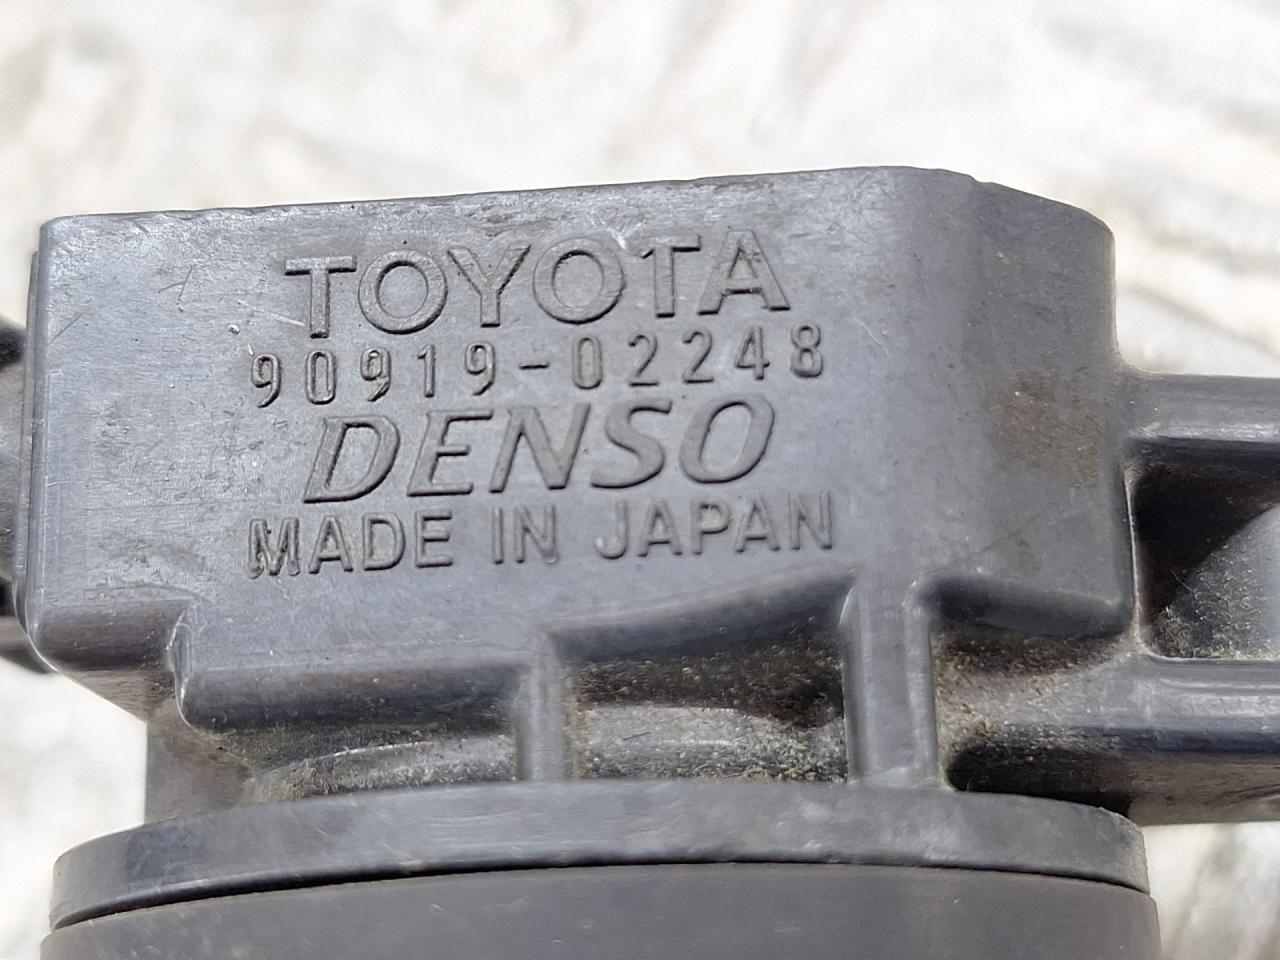 TOYOTA
90919-02248
DENSO
MADE IN JAPAN